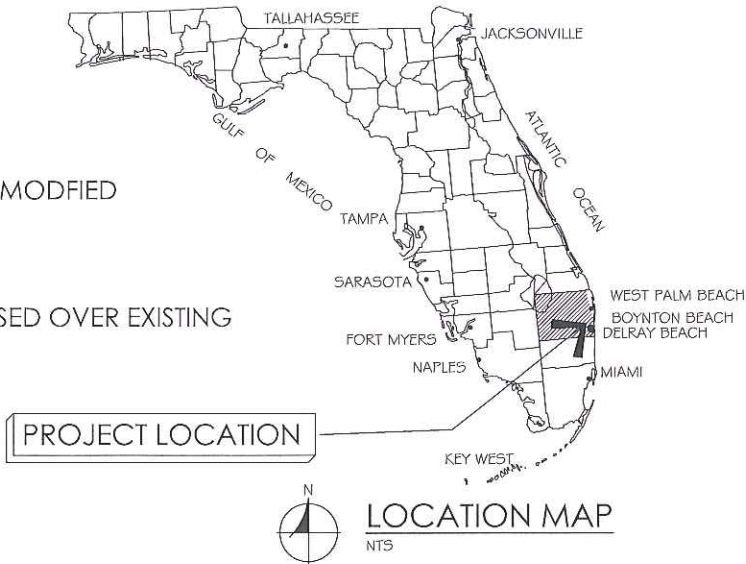 TALLAHASSEE
JACKSONVILLE
GULF OF MEXICO
ATLANTIC OCEAN
MODFIED
TAMPA
SARASOTA
SED OVER EXISTING
WEST PALM BEACH
BOYNTON BEACH
DELRAY BEACH
FORT MYERS
NAPLES
MIAMI
PROJECT LOCATION
KEY WEST
N
LOCATION MAP
NTS